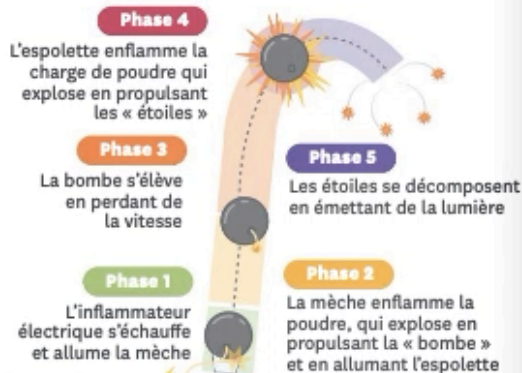 Phase 4
L'espolette enflamme la
charge de poudre qui
explose en propulsant
les « étoiles »
Phase 3
La bombe s'élève
en perdant de
la vitesse
Phase 5
Les étoiles se décomposent
en émettant de la lumière
Phase 1
L'inflammateur
électrique s'échauffe
et allume la mèche
Phase 2
La mèche enflamme la
poudre, qui explose en
propulsant la « bombe »
et en allumant l'espolette